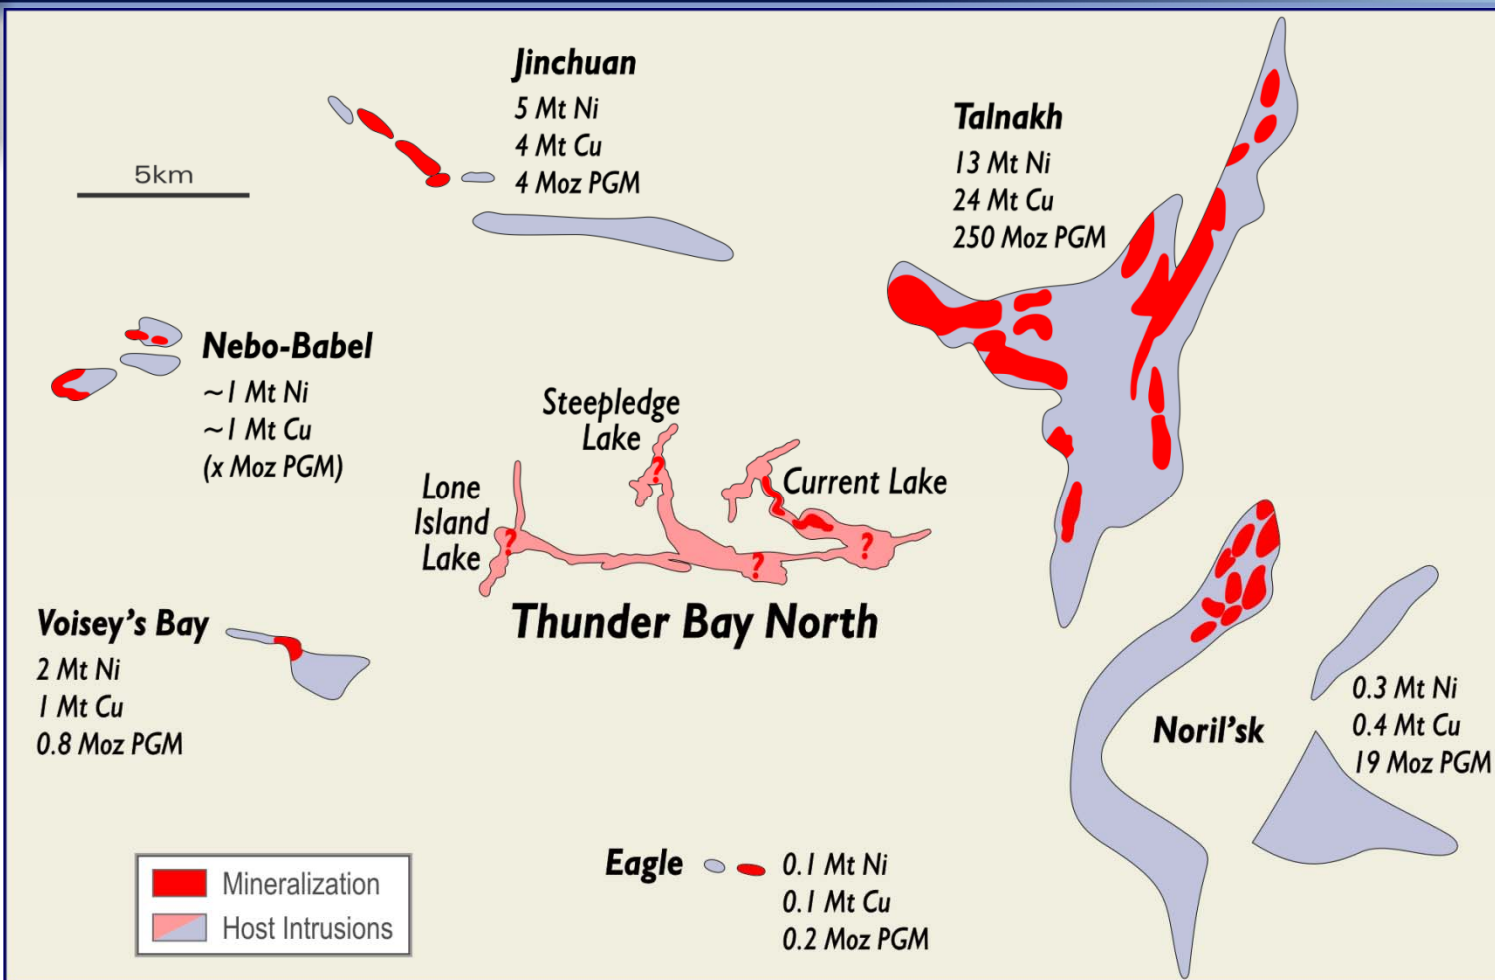 Jinchuan
5 Mt Ni
4 Mt Cu
4 Moz PGM
5km
Talnakh
13 Mt Ni
24 Mt Cu
250 Moz PGM
Nebo-Babel
~1 Mt Ni
~1 Mt Cu
(x Moz PGM)
Steepledge
Lake
?
Current Lake
Lone
Island
Lake
?
?
?
Thunder Bay North
Voisey's Bay
2 Mt Ni
1 Mt Cu
0.8 Moz PGM
Noril'sk
0.3 Mt Ni
0.4 Mt Cu
19 Moz PGM
Eagle
0.1 Mt Ni
0.1 Mt Cu
0.2 Moz PGM
Mineralization
Host Intrusions